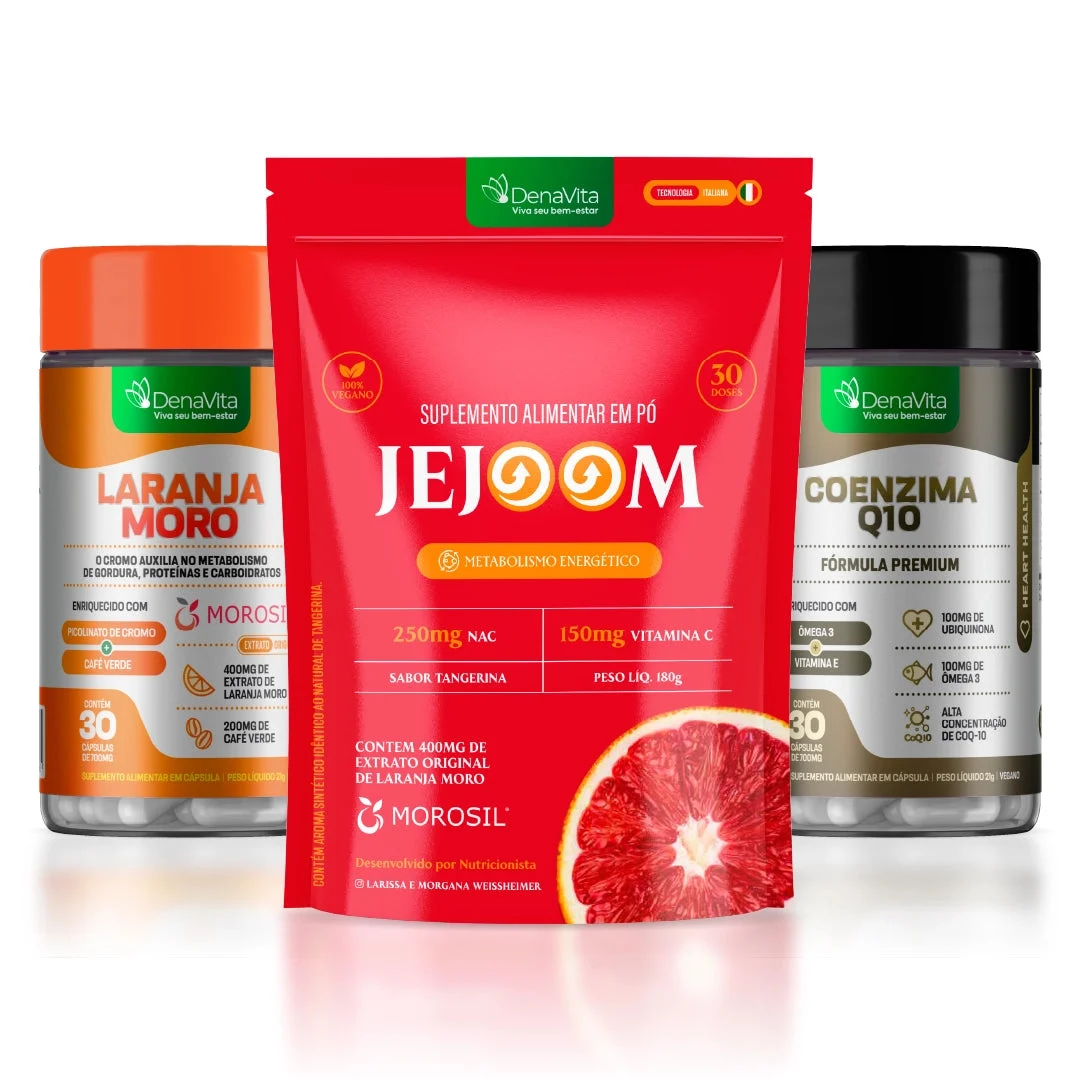 DenaVita
Viva seu bem-estar
TECNOLOGIA ITALIANA
100%
VEGANO
30
DOSES
SUPLEMENTO ALIMENTAR EM PÓ
JEJOOM
METABOLISMO ENERGÉTICO
250mg NAC
150mg VITAMINA C
SABOR TANGERINA
PESO LÍQ. 180g
CONTEM 400MG DE
EXTRATO ORIGINAL
DE LARANJA MORO
MOROSIL®
Desenvolvido por Nutricionista
LARISSA E MORGANA WEISSHEIMER
CONTÉM AROMA SINTÉTICO IDÊNTICO AO NATURAL DE TANGERINA.
DenaVita
Viva seu bem-estar
LARANJA
MORO
O CROMO AUXILIA NO METABOLISMO
DE GORDURA, PROTEÍNAS E CARBOIDRATOS
ENRIQUECIDO COM
PICOLINATO DE CROMO
+
CAFÉ VERDE
MOROSIL
EXTRATO
400MG DE
EXTRATO DE
LARANJA MORO
200MG DE
CAFÉ VERDE
CONTÉM
30
CÁPSULAS
DE 700MG
SUPLEMENTO ALIMENTAR EM CÁPSULA | PESO LÍQUIDO 21g
DenaVita
Viva seu bem-estar
COENZIMA
Q10
FÓRMULA PREMIUM
RIQUECIDO COM
ÔMEGA 3
+
VITAMINA E
100MG DE
UBIQUINONA
100MG DE
ÔMEGA 3
CoQ10
ALTA
CONCENTRAÇÃO
DE COQ-10
CONTÉM
30
CÁPSULAS
DE 700MG
SUPLEMENTO ALIMENTAR EM CÁPSULA | PESO LÍQUIDO 21g | VEGANO
HEART HEALTH